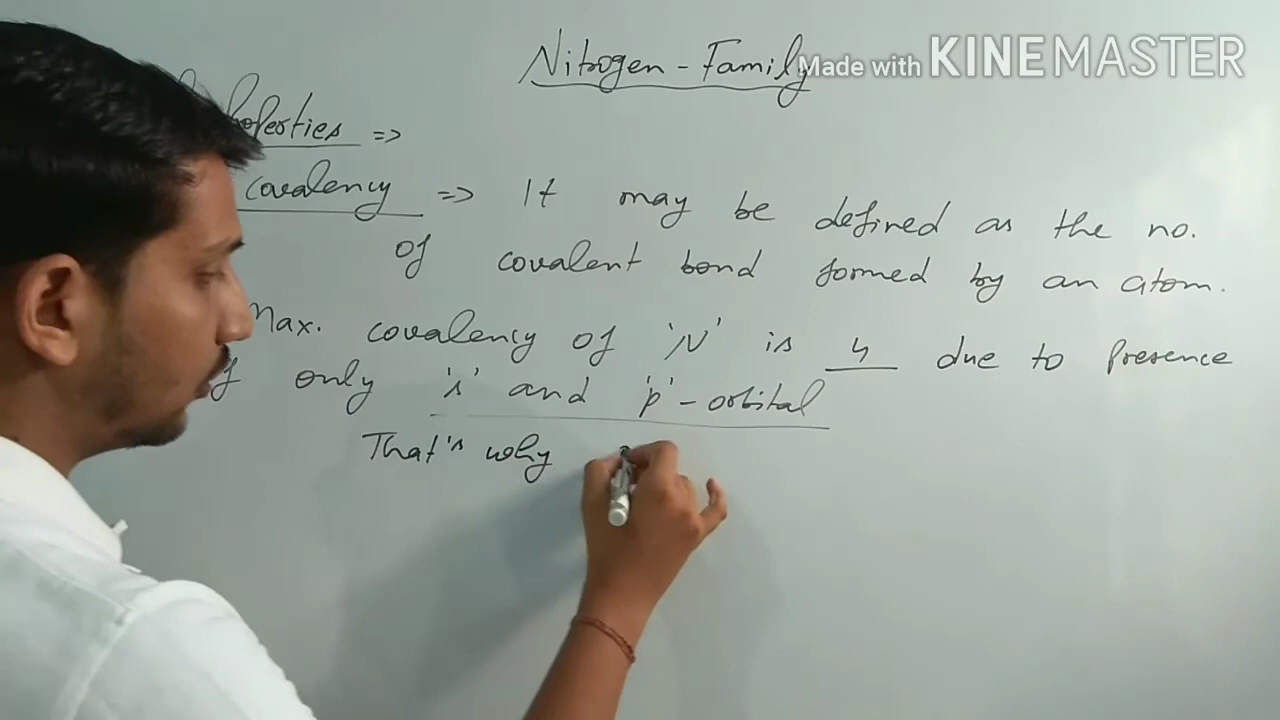 Nitrogen - Family
Made with KINEMASTER
Properties =>
covalency => It may be defined as the no.
of covalent bond formed by an atom.
Max. covalency of 'N' is 4 due to Presence
only 's' and 'p' - orbital
That's why